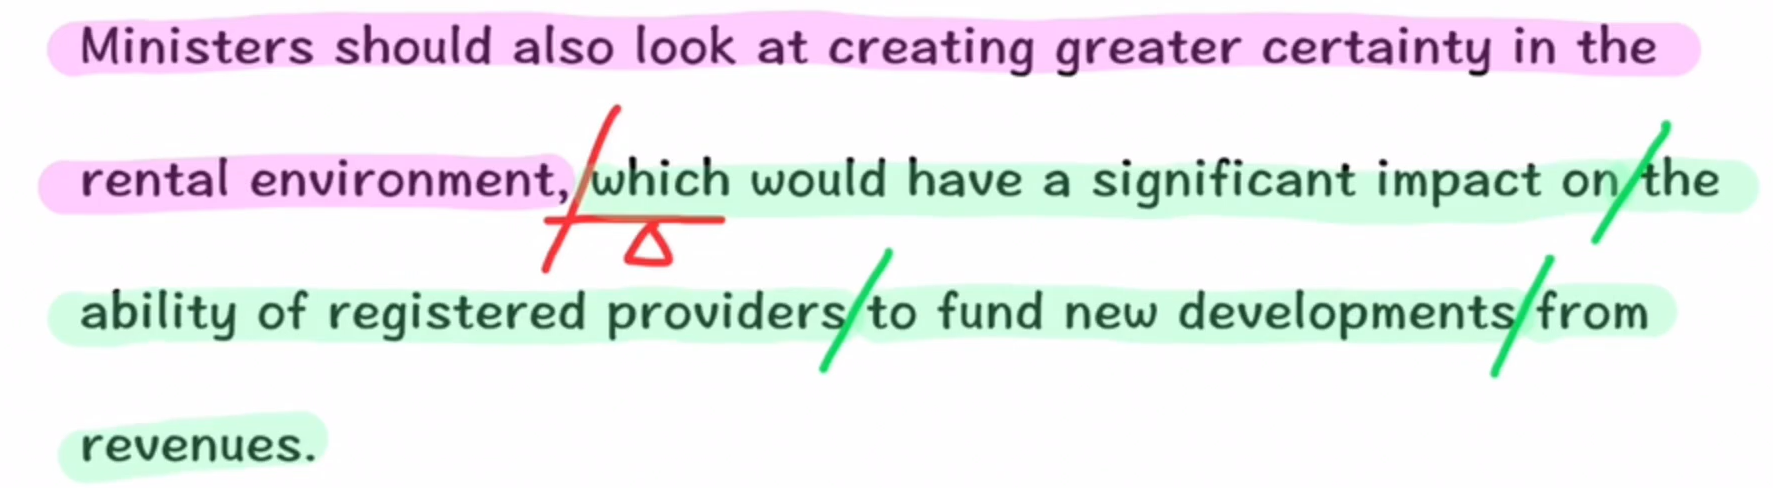 Ministers should also look at creating greater certainty in the
rental environment, which would have a significant impact on the
ability of registered providers to fund new developments from
revenues.